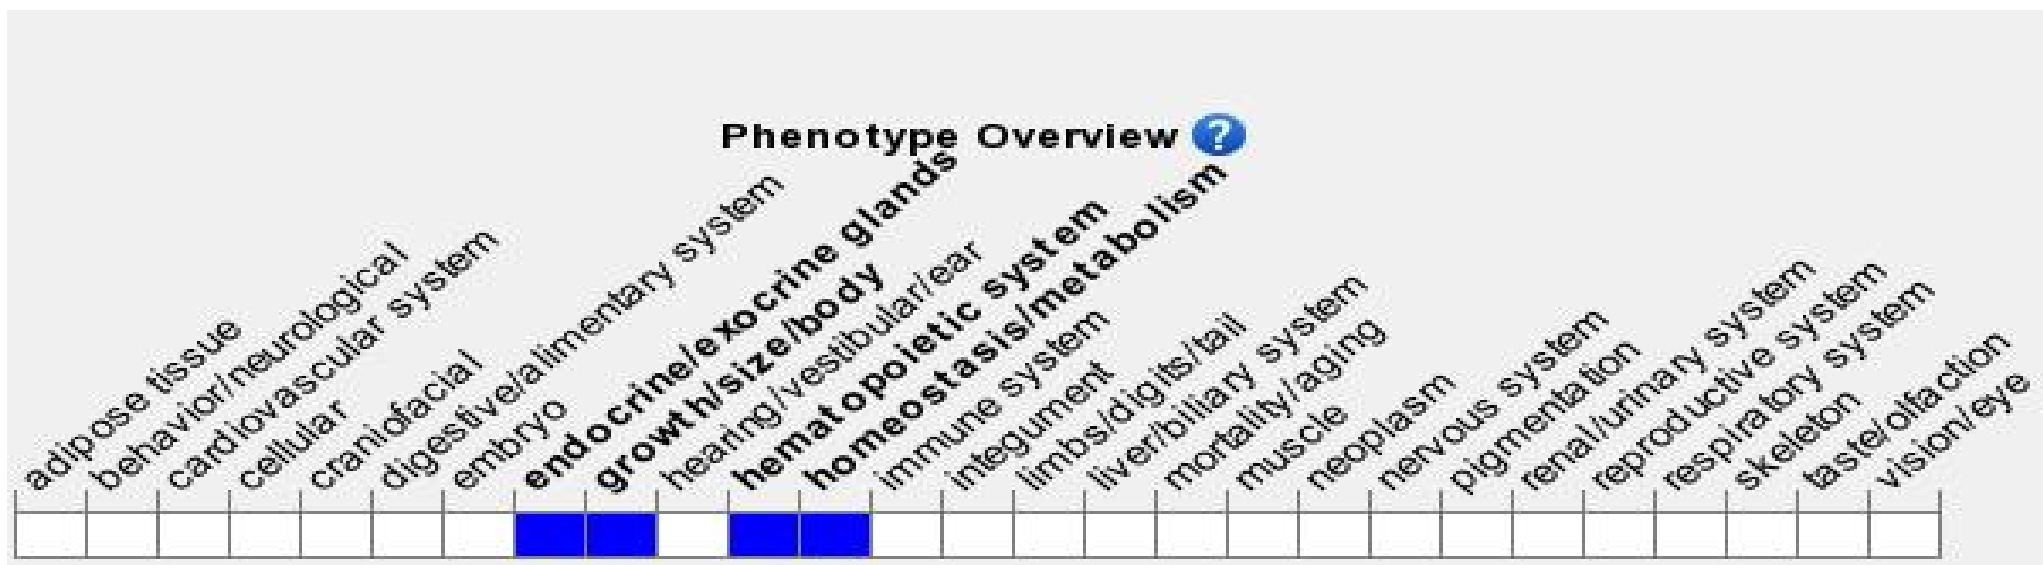 Phenotype Overview ?
adipose tissue
behavior/neurological
cardiovascular system
cellular
craniofacial
digestive/alimentary system
embryo
endocrine/exocrine glands
growth/size/body
hearing/vestibular/ear
hematopoietic system
homeostasis/metabolism
immune system
integument
limbs/digits/tail
liver/biliary system
mortality/aging
muscle
neoplasm
nervous system
pigmentation
renal/urinary system
reproductive system
respiratory system
skeleton
taste/olfaction
vision/eye